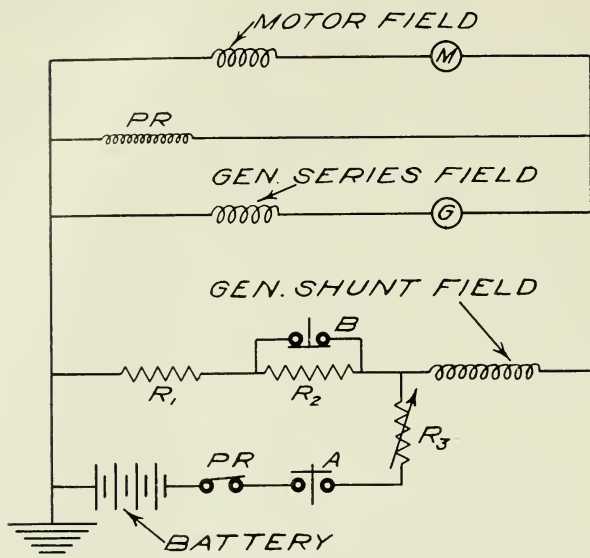 MOTOR FIELD
M
PR
GEN. SERIES FIELD
G
GEN. SHUNT FIELD
B
R₁
R₂
R₃
PR
A
BATTERY